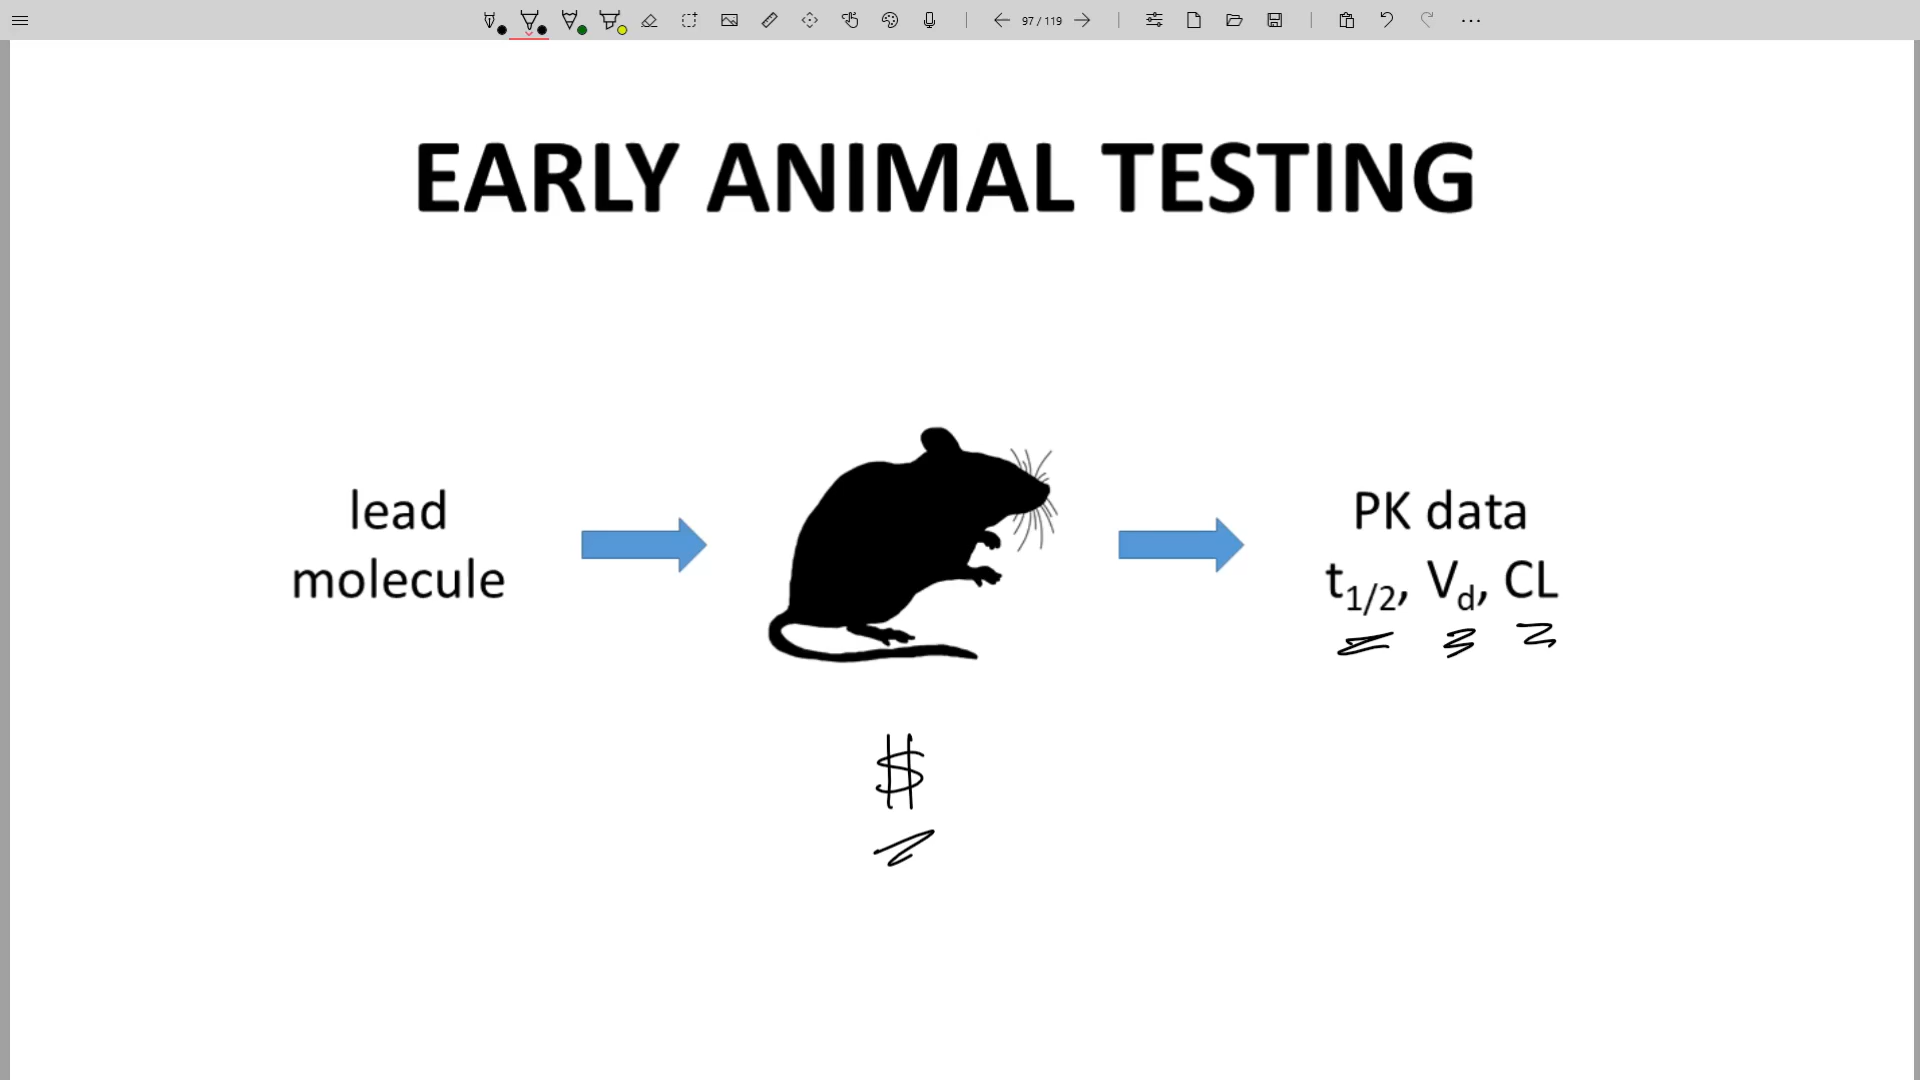 97 / 119
EARLY ANIMAL TESTING
lead
molecule
PK data
t1/2, Vd, CL
$